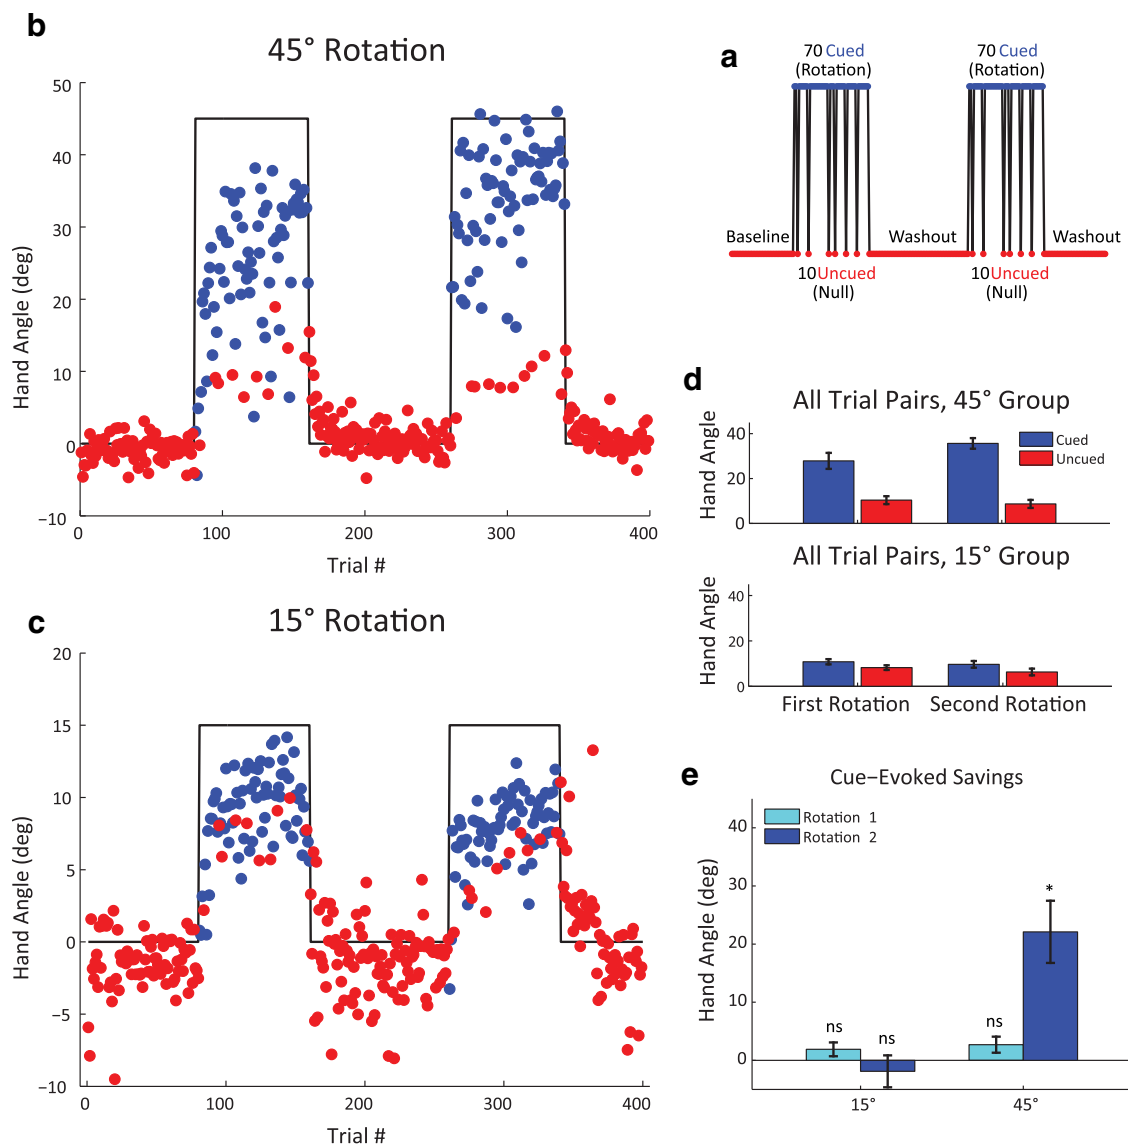 b
45° Rotation
50
40
30
20
10
0
−10
Hand Angle (deg)
0
100
200
300
400
Trial #
c
15° Rotation
20
15
10
5
0
−5
−10
Hand Angle (deg)
0
100
200
300
400
Trial #
a
70 Cued
(Rotation)
70 Cued
(Rotation)
Baseline
Washout
Washout
10 Uncued
(Null)
10 Uncued
(Null)
d
All Trial Pairs, 45° Group
40
20
0
Hand Angle
Cued
Uncued
All Trial Pairs, 15° Group
40
20
0
Hand Angle
First Rotation
Second Rotation
e
Cue−Evoked Savings
Rotation 1
Rotation 2
40
30
20
10
0
Hand Angle (deg)
ns
ns
ns
*
15°
45°